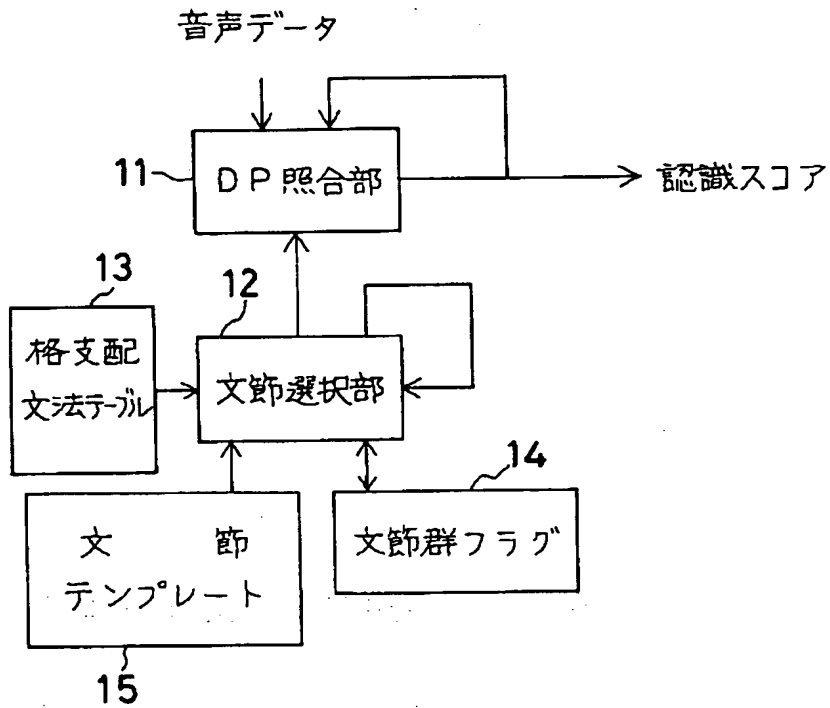 音声データ
11
DP照合部
認識スコア
13
12
格支配
文法テーブル
文節選択部
14
文節
テンプレート
文節群フラグ
15